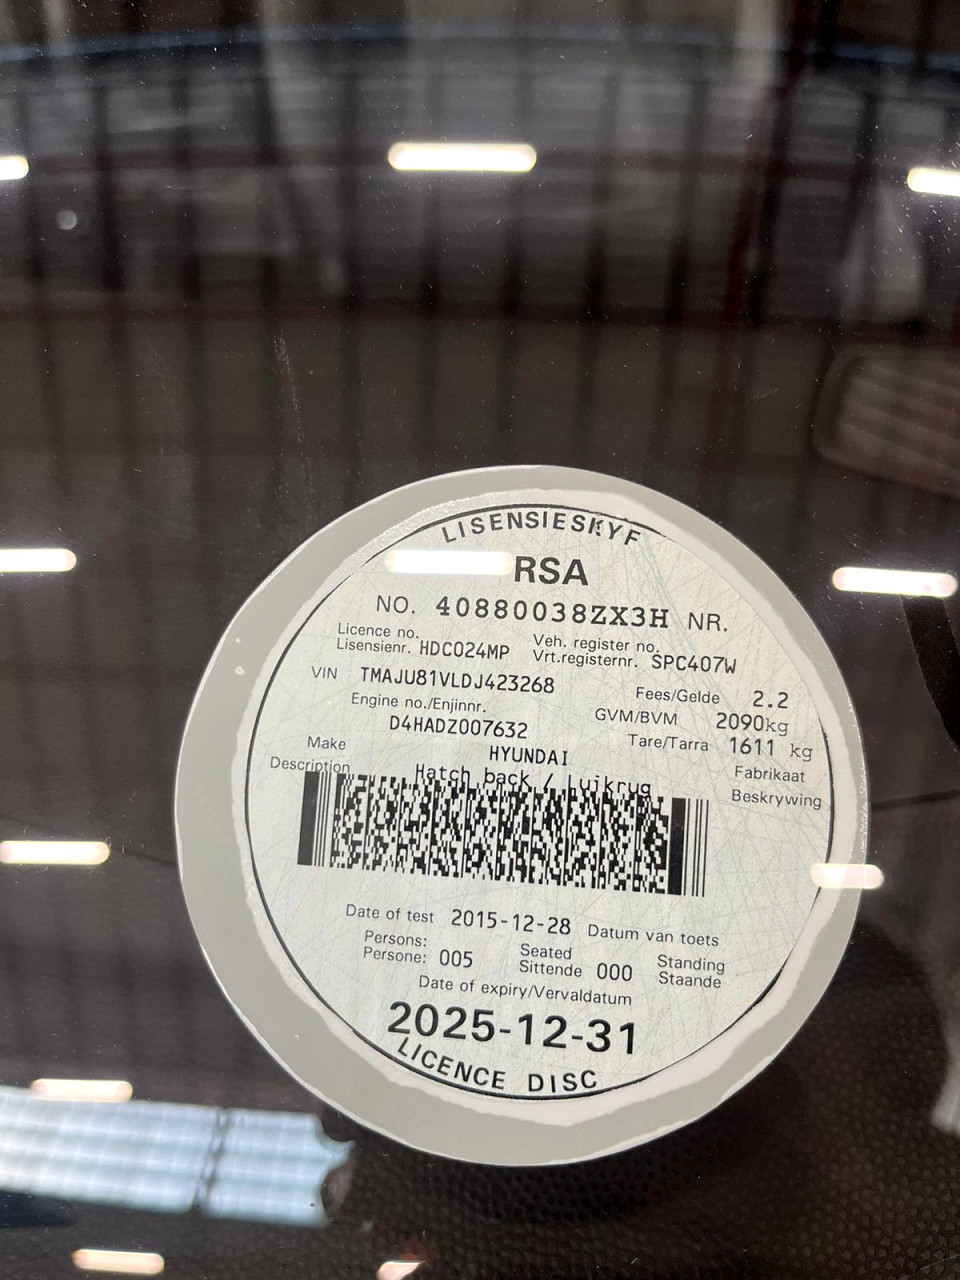 LISENSIESKYF
RSA
NO. 40880038ZX3H NR.
Licence no.
Lisensienr. HDC024MP
Veh. register no.
Vrt.registernr. SPC407W
VIN TMAJU81VLDJ423268
Fees/Gelde 2.2
Engine no./Enjinnr.
D4HADZ007632
GVM/BVM 2090kg
Tare/Tarra 1611 kg
Make HYUNDAI Fabrikaat
Description Hatch back / Luikrug Beskrywing
Date of test 2015-12-28 Datum van toets
Persons:
Persone: 005
Seated
Sittende 000
Standing
Staande
Date of expiry/Vervaldatum
2025-12-31
LICENCE DISC